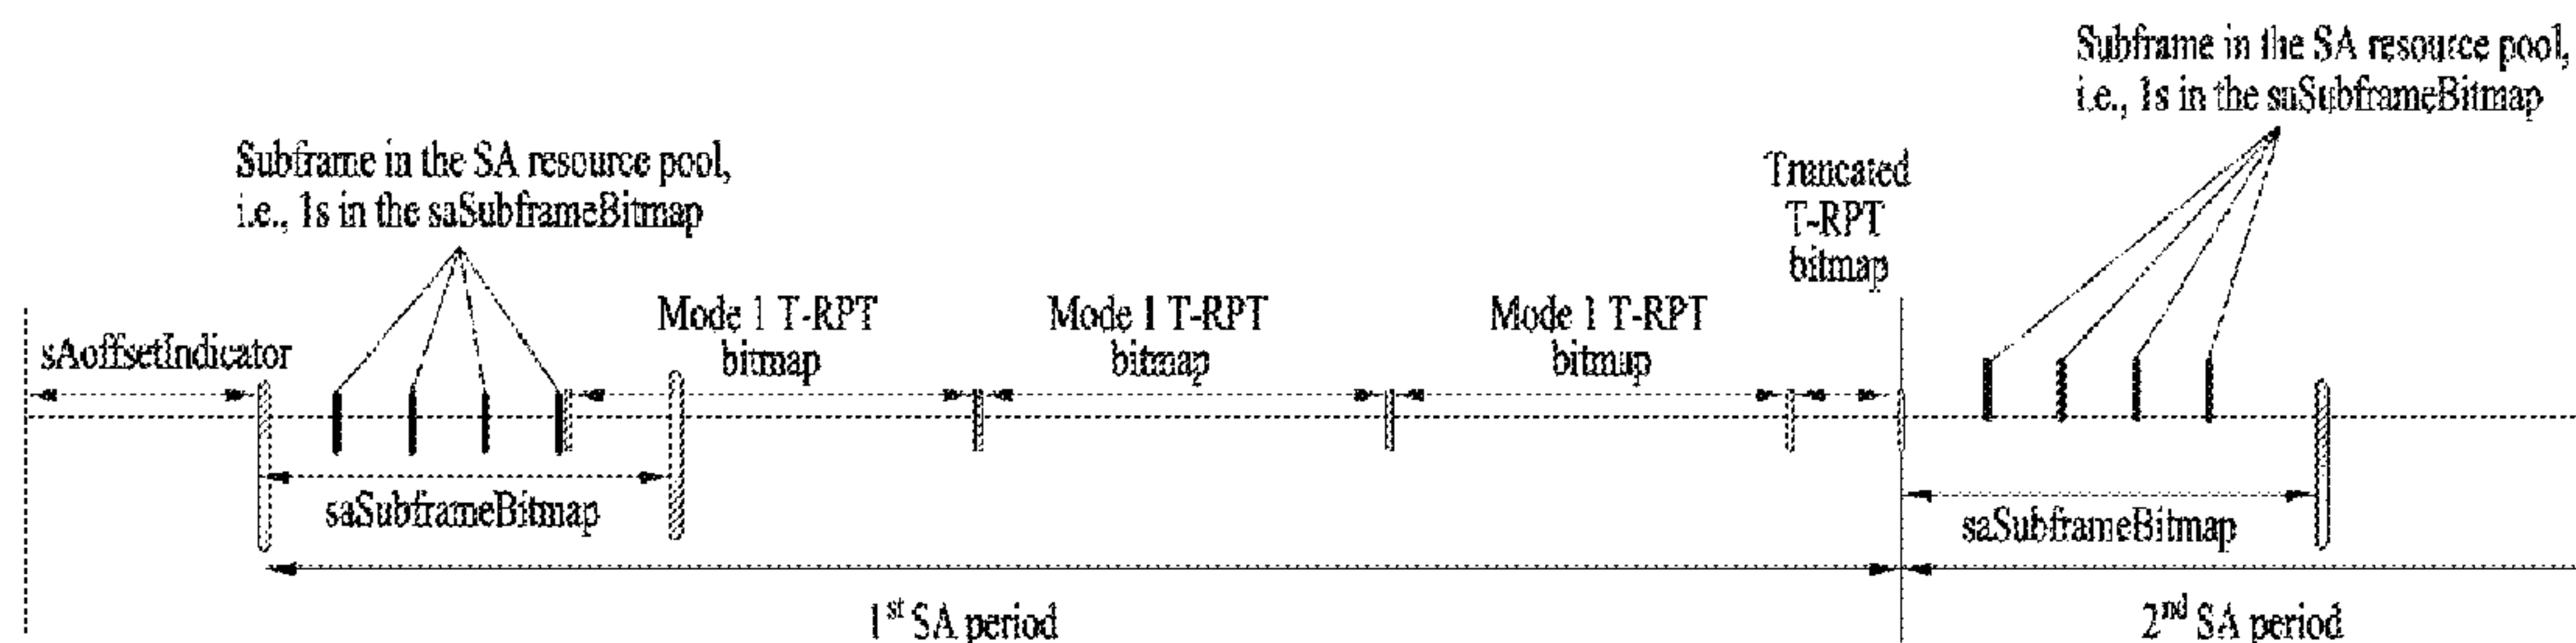 Subframe in the SA resource pool,
i.e., 1s in the saSubframeBitmap
Subframe in the SA resource pool,
i.e., 1s in the saSubframeBitmap
Truncated
T-RPT
bitmap
sAoffsetIndicator
Mode 1 T-RPT
bitmap
Mode 1 T-RPT
bitmap
Mode 1 T-RPT
bitmap
saSubframeBitmap
saSubframeBitmap
1st SA period
2nd SA period